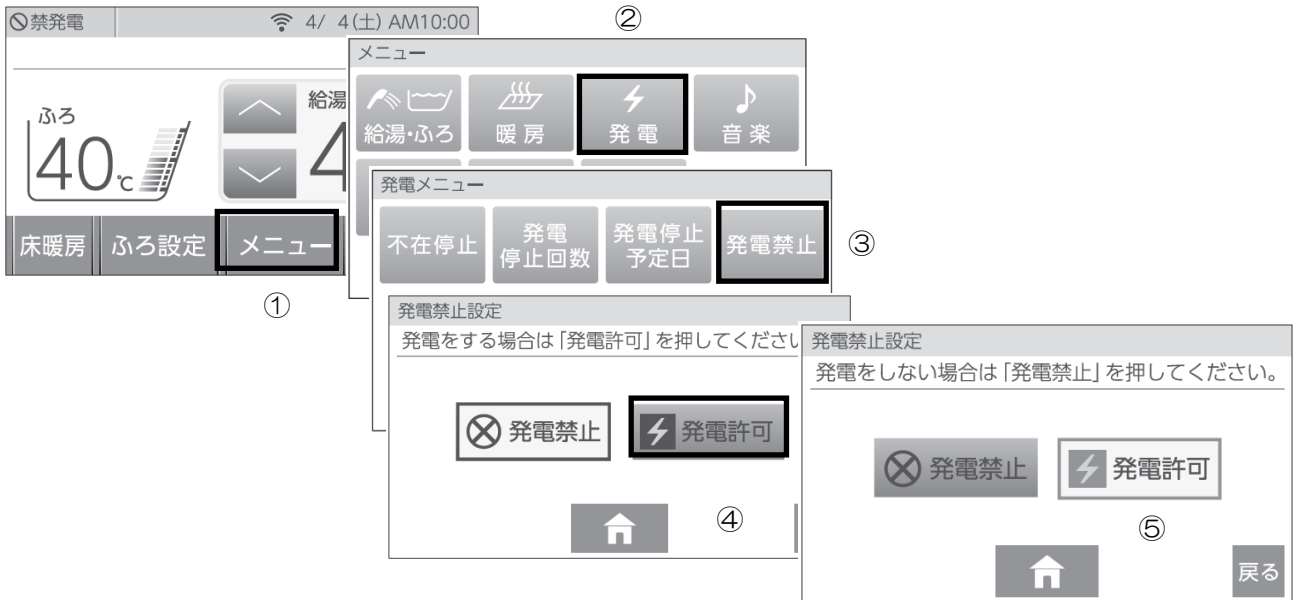 禁発電
4/ 4(土) AM10:00
ふろ
40℃
給湯
4
床暖房
ふろ設定
メニュー
①
②
メニュー
給湯・ふろ
暖房
発電
音楽
発電メニュー
不在停止
発電
停止回数
発電停止
予定日
発電禁止
③
発電禁止設定
発電をする場合は「発電許可」を押してください
発電禁止
発電許可
④
発電禁止設定
発電をしない場合は「発電禁止」を押してください。
発電禁止
発電許可
⑤
戻る